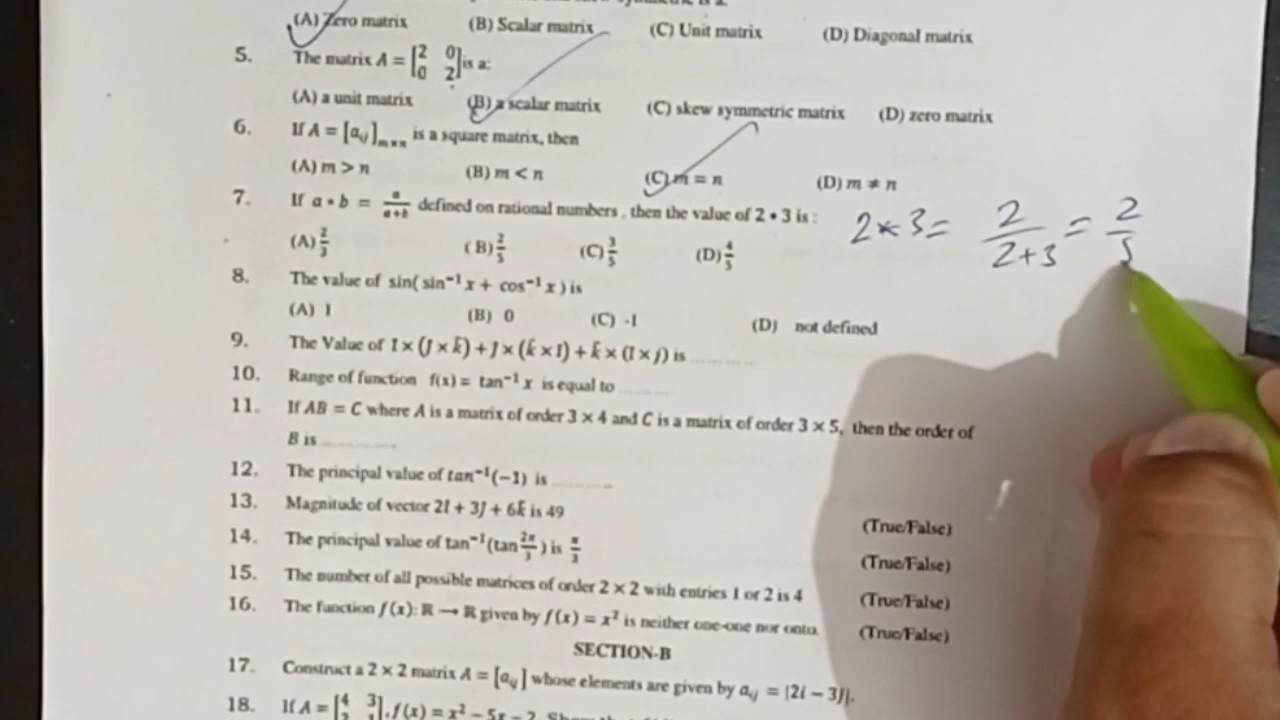 (A) Zero matrix (B) Scalar matrix (C) Unit matrix (D) Diagonal matrix
5. The matrix A = [2 0 0 2] is a:
(A) a unit matrix (B) a scalar matrix (C) skew symmetric matrix (D) zero matrix
6. If A = [aij]m×n is a square matrix, then
(A) m > n (B) m < n (C) m = n (D) m ≠ n
7. If a * b = a/(a+b) defined on rational numbers , then the value of 2 * 3 is : 2*3 = 2/(2+3) = 2/5
(A) 2/3 (B) 2/5 (C) 3/5 (D) 4/5
8. The value of sin( sin⁻¹ x + cos⁻¹ x ) is
(A) 1 (B) 0 (C) -1 (D) not defined
9. The Value of î × (ĵ × k̂) + ĵ × (k̂ × î) + k̂ × (î × ĵ) is ............
10. Range of function f(x) = tan⁻¹ x is equal to .........
11. If AB = C where A is a matrix of order 3 × 4 and C is a matrix of order 3 × 5, then the order of
B is ............
12. The principal value of tan⁻¹(−1) is ..........
13. Magnitude of vector 2î + 3ĵ + 6k̂ is 49 (True/False)
14. The principal value of tan⁻¹(tan 2π/3) is π/3 (True/False)
15. The number of all possible matrices of order 2 × 2 with entries 1 or 2 is 4 (True/False)
16. The function f(x): ℝ → ℝ given by f(x) = x² is neither one-one nor onto. (True/False)
SECTION-B
17. Construct a 2 × 2 matrix A = [aij] whose elements are given by aij = |2i − 3j|.
18. If A = [4 3 , f(x) = x² − 5x − 2